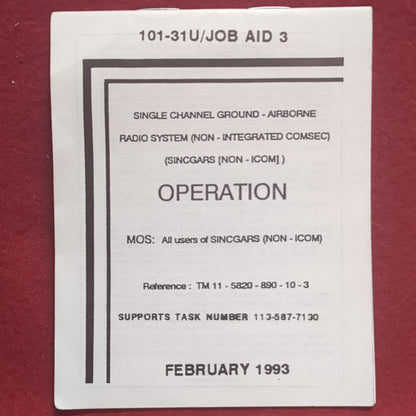 101-31U/JOB AID 3
SINGLE CHANNEL GROUND - AIRBORNE
RADIO SYSTEM (NON - INTEGRATED COMSEC)
(SINCGARS [NON - ICOM] )
OPERATION
MOS: All users of SINCGARS (NON - ICOM)
Reference : TM 11 - 5820 - 890 - 10 - 3
SUPPORTS TASK NUMBER 113-587-7130
FEBRUARY 1993